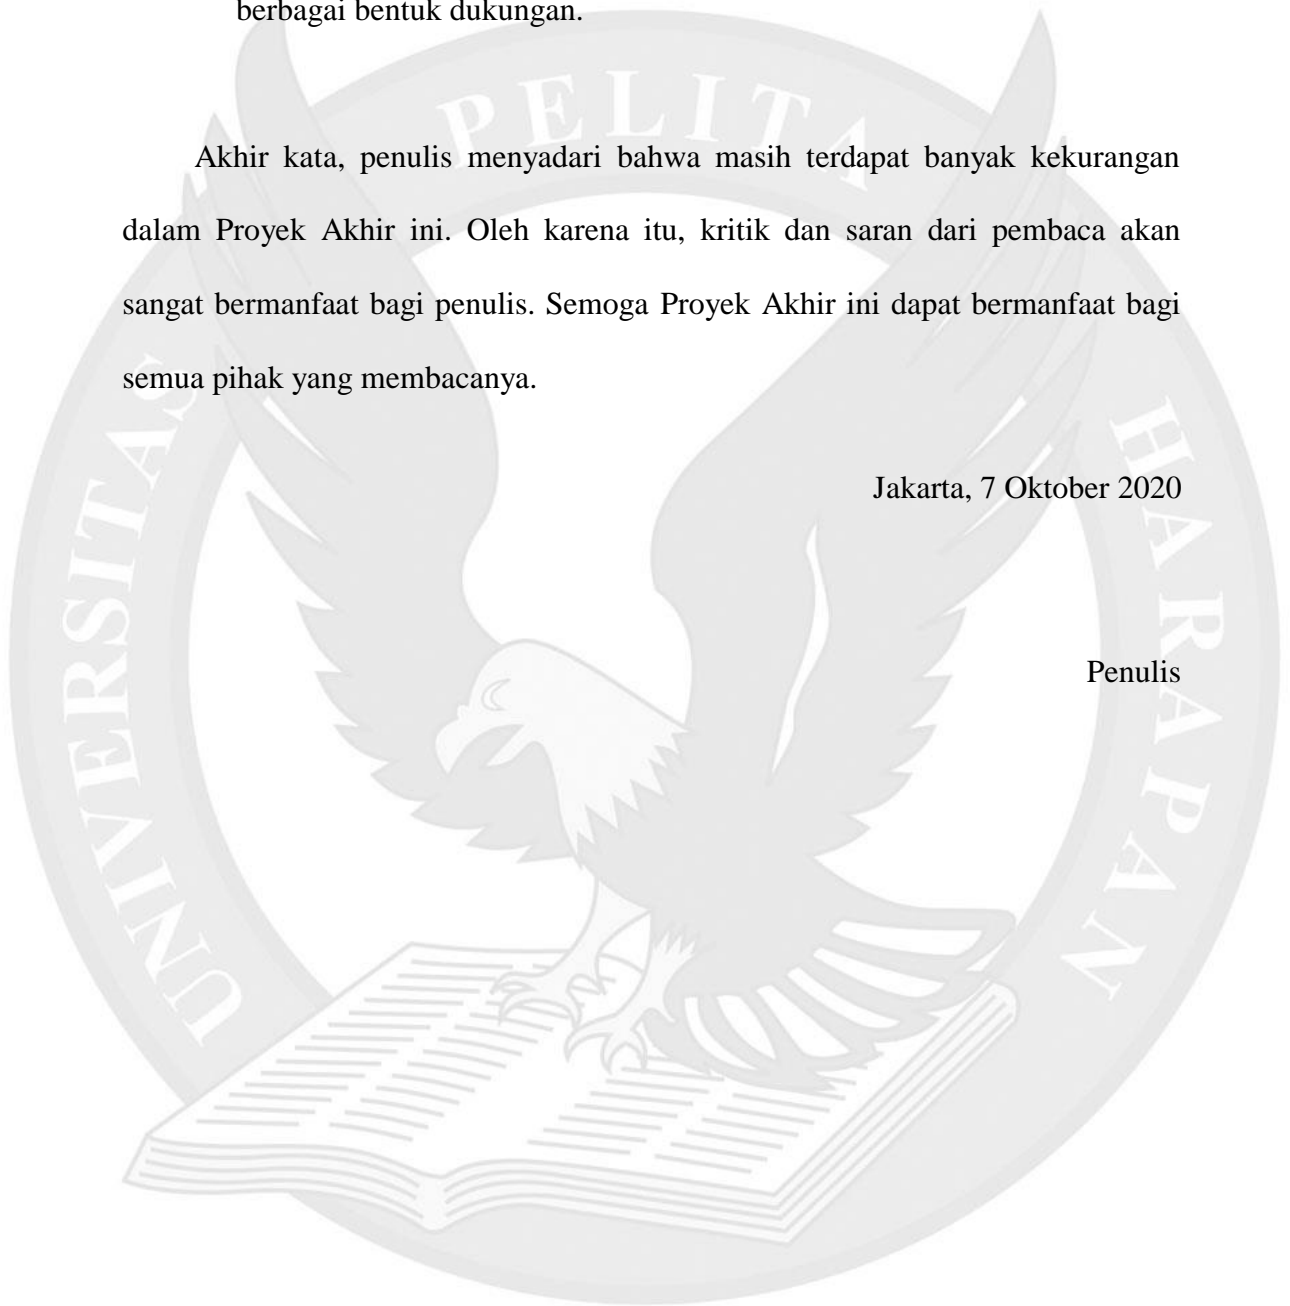 berbagai bentuk dukungan.
PELITA
Akhir kata, penulis menyadari bahwa masih terdapat banyak kekurangan
dalam Proyek Akhir ini. Oleh karena itu, kritik dan saran dari pembaca akan
sangat bermanfaat bagi penulis. Semoga Proyek Akhir ini dapat bermanfaat bagi
semua pihak yang membacanya.
UNIVERSITAS
HARAPAN
Jakarta, 7 Oktober 2020
Penulis